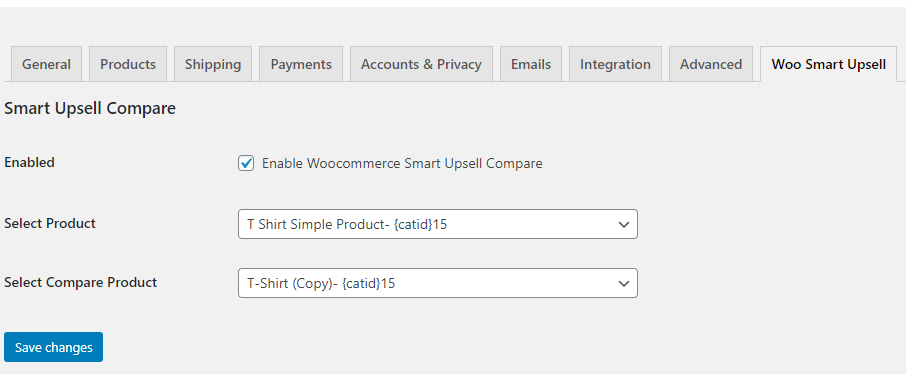 General Products Shipping Payments Accounts & Privacy Emails Integration Advanced Woo Smart Upsell
Smart Upsell Compare
Enabled Enable Woocommerce Smart Upsell Compare
Select Product T Shirt Simple Product- {catid}15
Select Compare Product T-Shirt (Copy)- {catid}15
Save changes